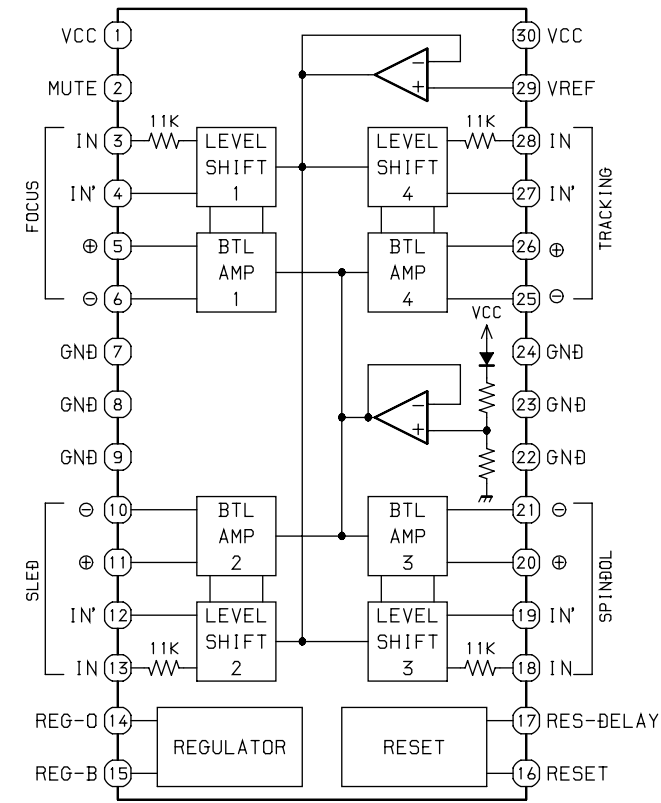 VCC 1
30 VCC
MUTE 2
29 VREF
− +
FOCUS
IN 3 11K
IN' 4
⊕ 5
⊖ 6
LEVEL
SHIFT
1
BTL
AMP
1
LEVEL
SHIFT
4
BTL
AMP
4
11K 28 IN
27 IN'
26 ⊕
25 ⊖
TRACKING
GND 7
GND 8
GND 9
VCC
− +
24 GND
23 GND
22 GND
SLED
⊖ 10
⊕ 11
IN' 12
IN 13 11K
BTL
AMP
2
LEVEL
SHIFT
2
BTL
AMP
3
LEVEL
SHIFT
3
21 ⊖
20 ⊕
19 IN'
11K 18 IN
SPINDOL
REG-O 14
REG-B 15
REGULATOR
RESET
17 RES-DELAY
16 RESET